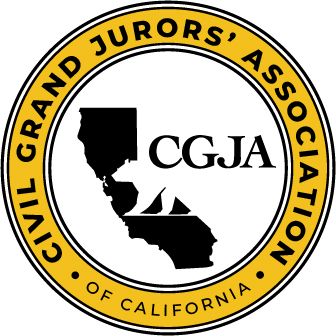 CIVIL GRAND JURORS' ASSOCIATION
CGJA
• OF CALIFORNIA •